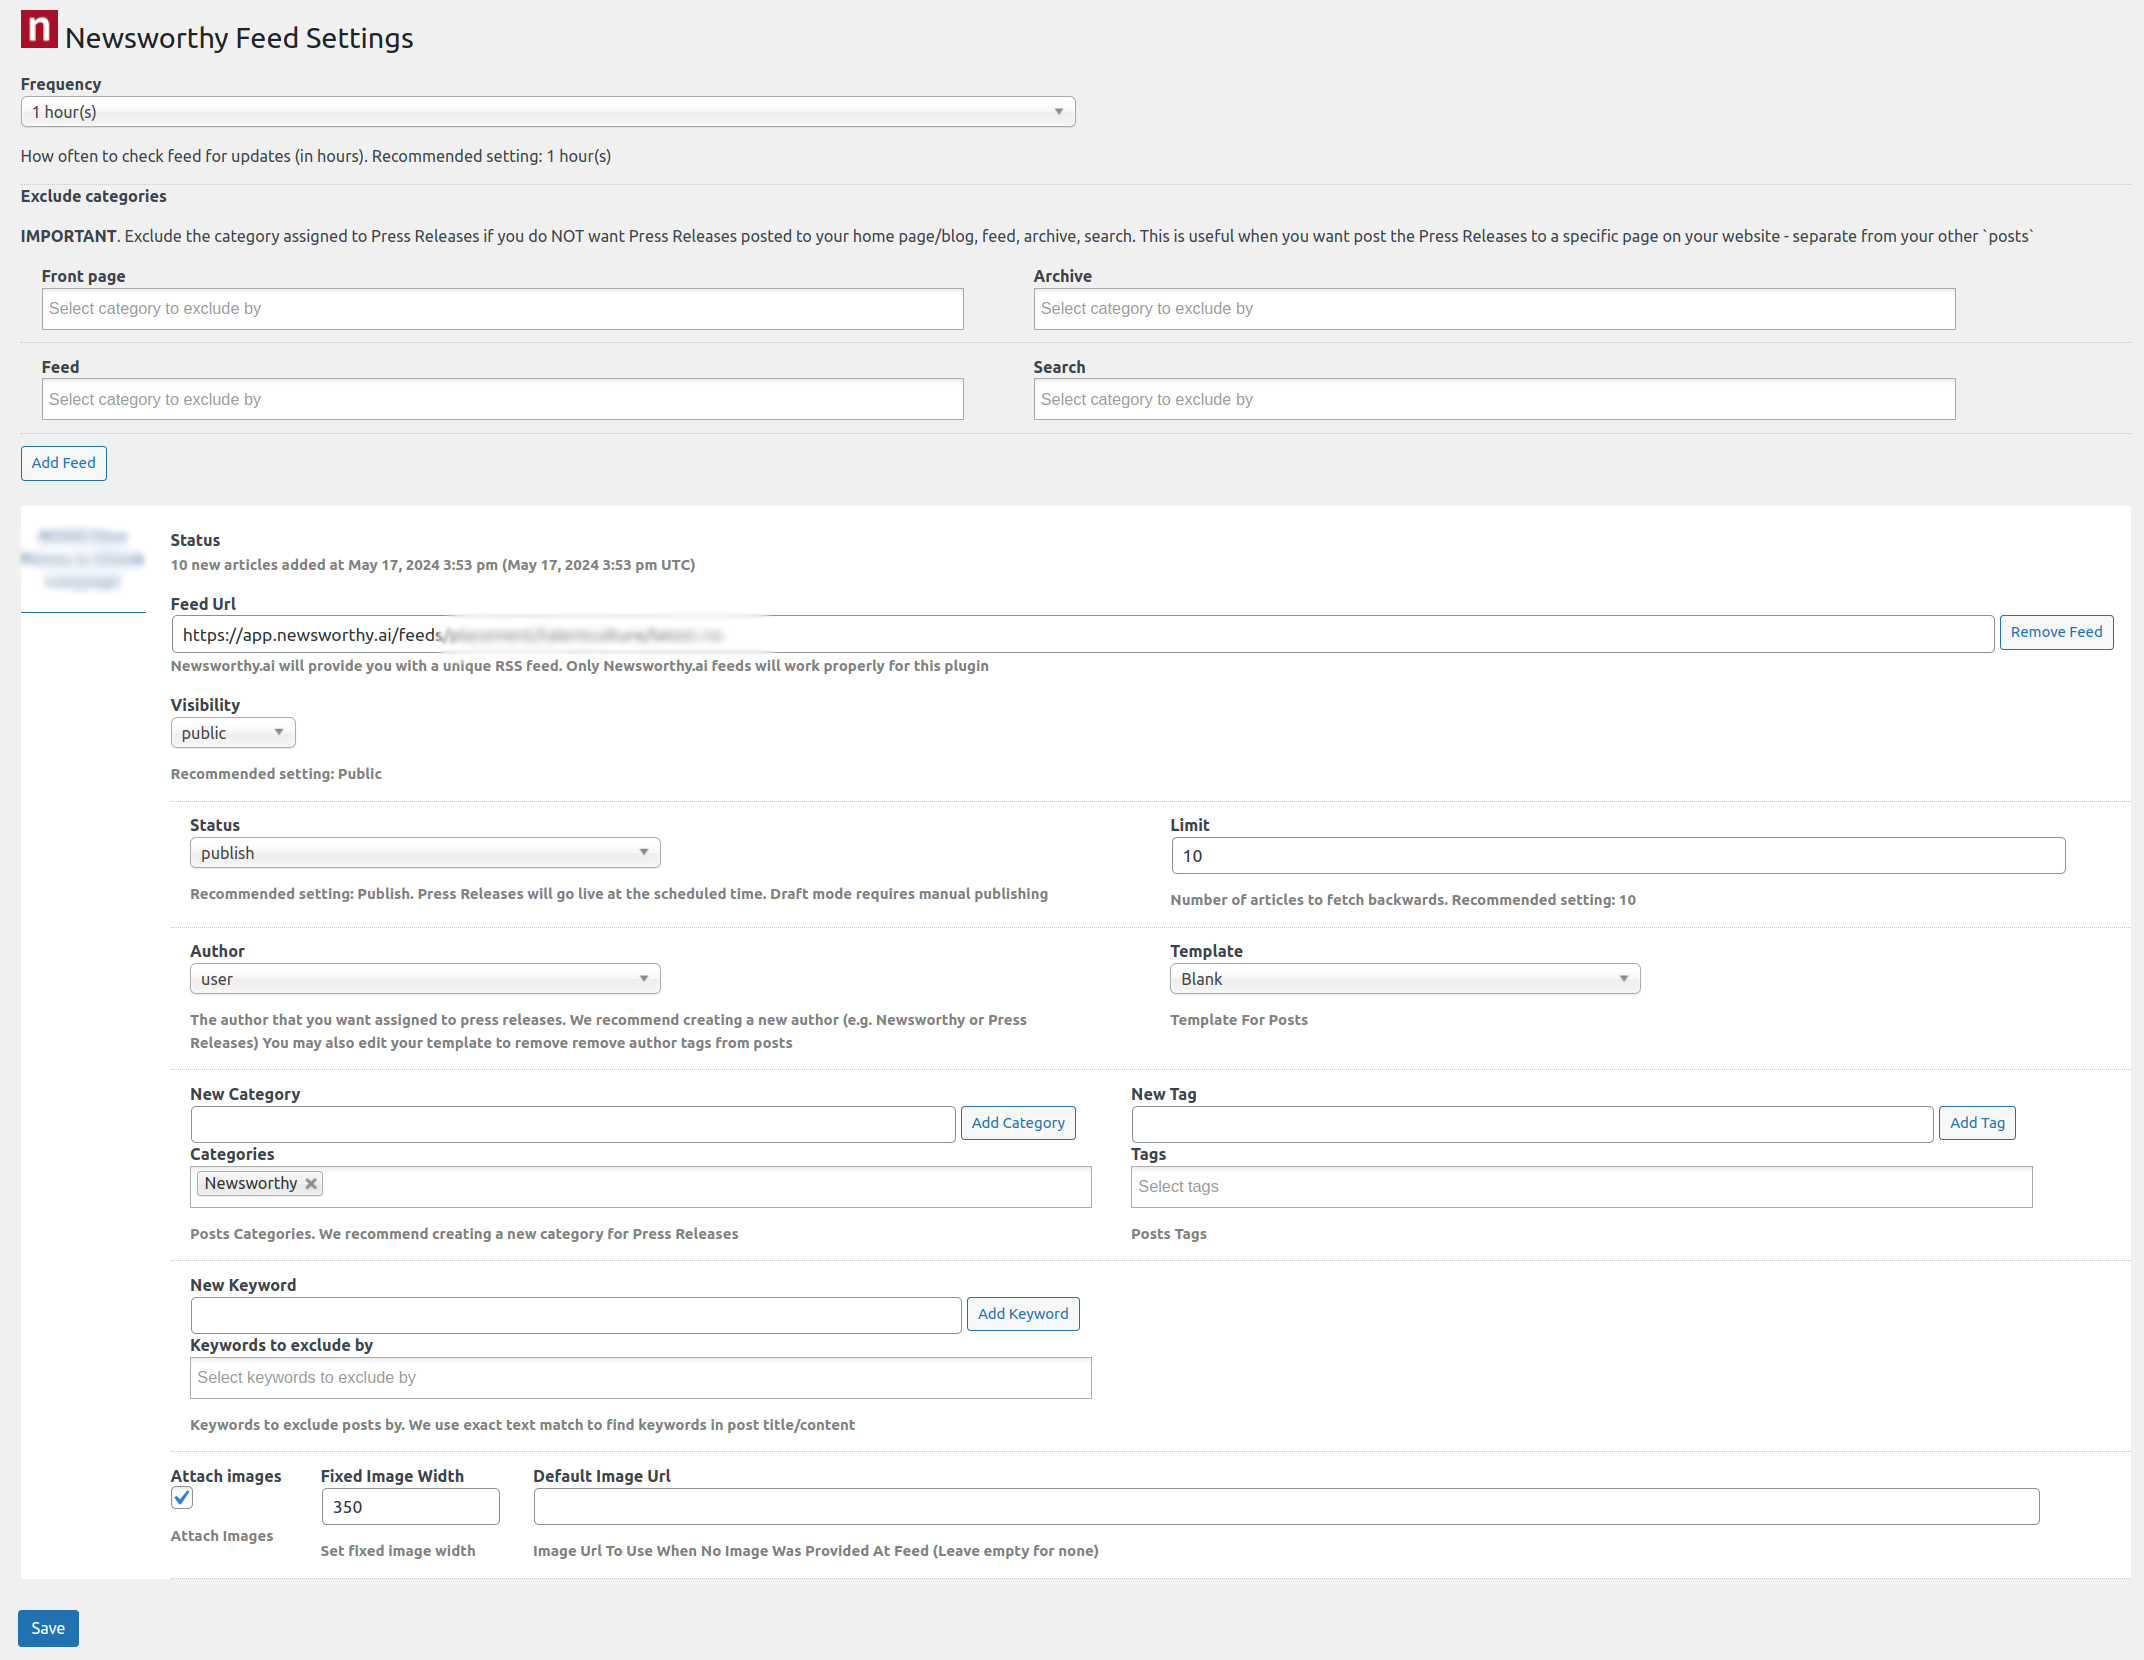 n Newsworthy Feed Settings
Frequency
1 hour(s)
How often to check feed for updates (in hours). Recommended setting: 1 hour(s)
Exclude categories
IMPORTANT. Exclude the category assigned to Press Releases if you do NOT want Press Releases posted to your home page/blog, feed, archive, search. This is useful when you want post the Press Releases to a specific page on your website - separate from your other `posts`
Front page
Select category to exclude by
Archive
Select category to exclude by
Feed
Select category to exclude by
Search
Select category to exclude by
Add Feed
Status
10 new articles added at May 17, 2024 3:53 pm (May 17, 2024 3:53 pm UTC)
Feed Url
https://app.newsworthy.ai/feeds/
Remove Feed
Newsworthy.ai will provide you with a unique RSS feed. Only Newsworthy.ai feeds will work properly for this plugin
Visibility
public
Recommended setting: Public
Status
publish
Recommended setting: Publish. Press Releases will go live at the scheduled time. Draft mode requires manual publishing
Limit
10
Number of articles to fetch backwards. Recommended setting: 10
Author
user
The author that you want assigned to press releases. We recommend creating a new author (e.g. Newsworthy or Press
Releases) You may also edit your template to remove remove author tags from posts
Template
Blank
Template For Posts
New Category
Add Category
Categories
Newsworthy
Posts Categories. We recommend creating a new category for Press Releases
New Tag
Add Tag
Tags
Select tags
Posts Tags
New Keyword
Add Keyword
Keywords to exclude by
Select keywords to exclude by
Keywords to exclude posts by. We use exact text match to find keywords in post title/content
Attach images
Attach Images
Fixed Image Width
350
Set fixed image width
Default Image Url
Image Url To Use When No Image Was Provided At Feed (Leave empty for none)
Save